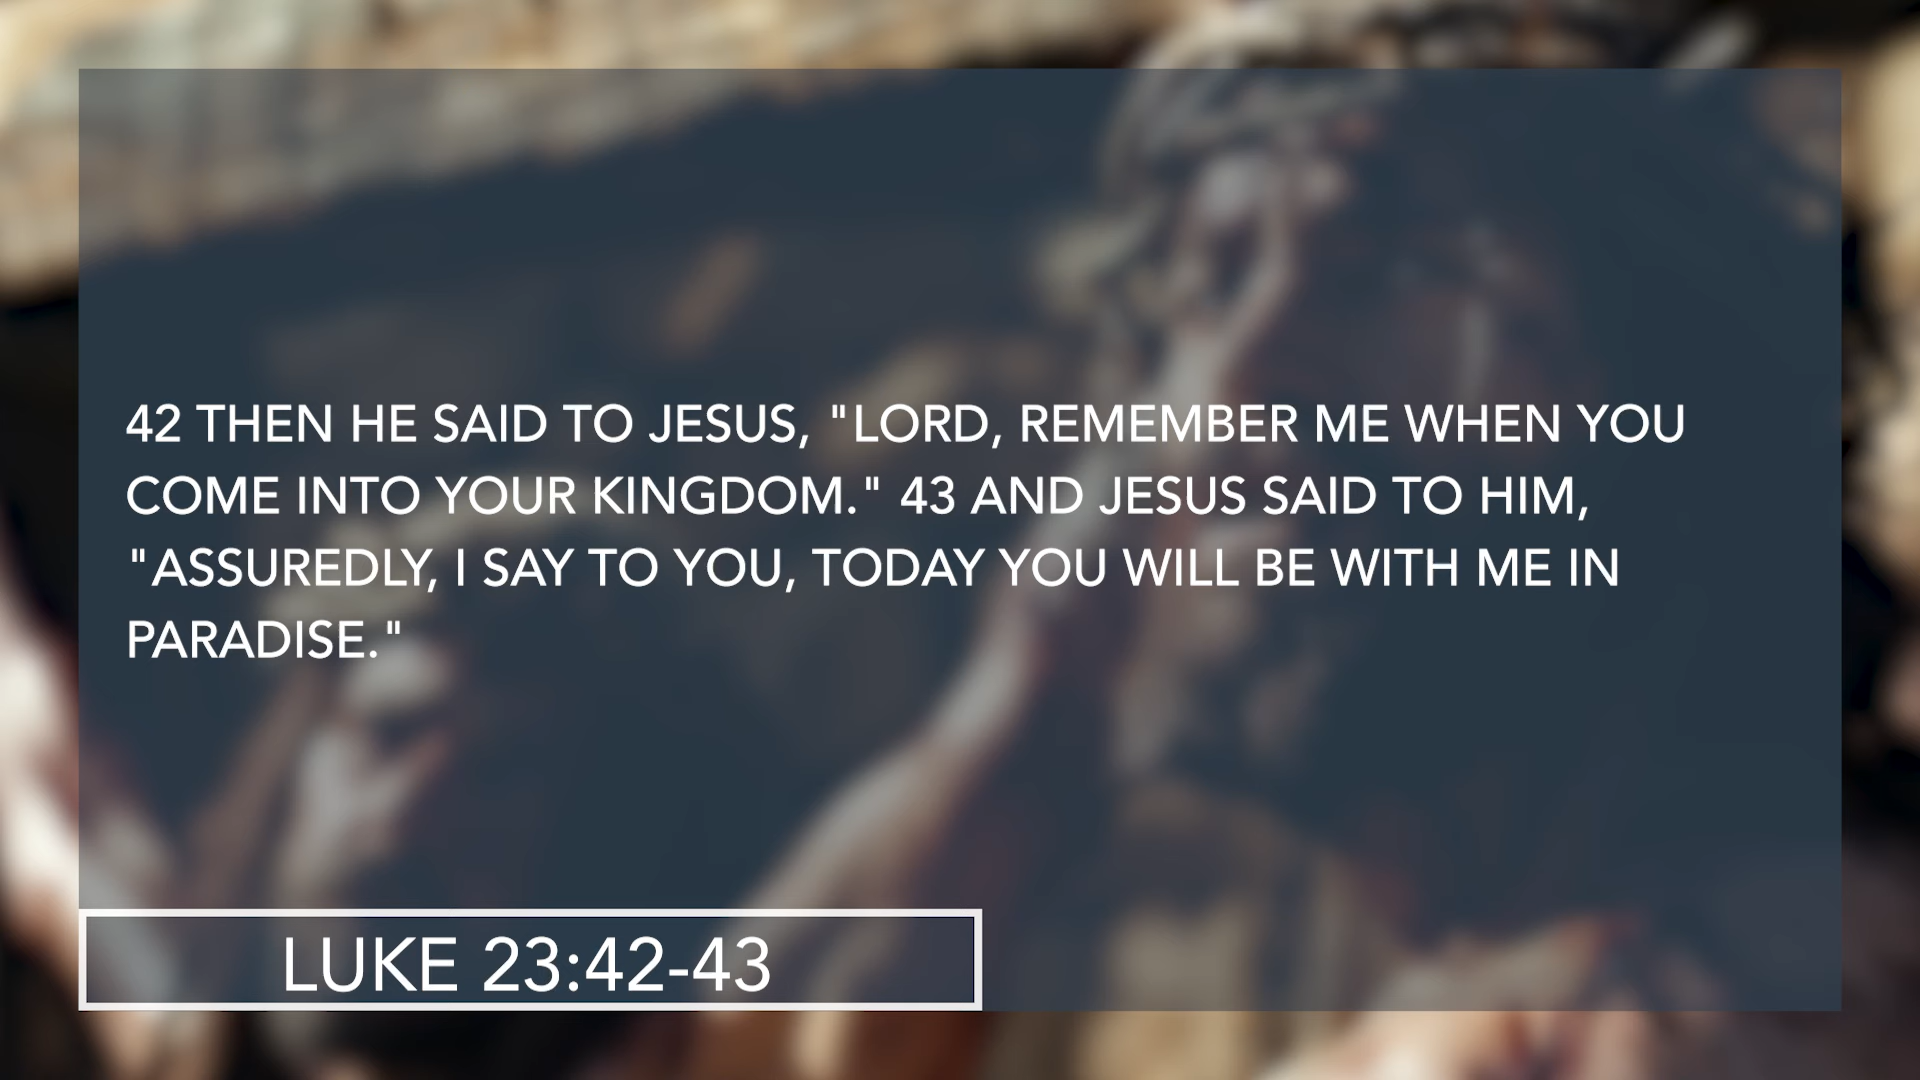 42 THEN HE SAID TO JESUS, "LORD, REMEMBER ME WHEN YOU
COME INTO YOUR KINGDOM." 43 AND JESUS SAID TO HIM,
"ASSUREDLY, I SAY TO YOU, TODAY YOU WILL BE WITH ME IN
PARADISE."
LUKE 23:42-43